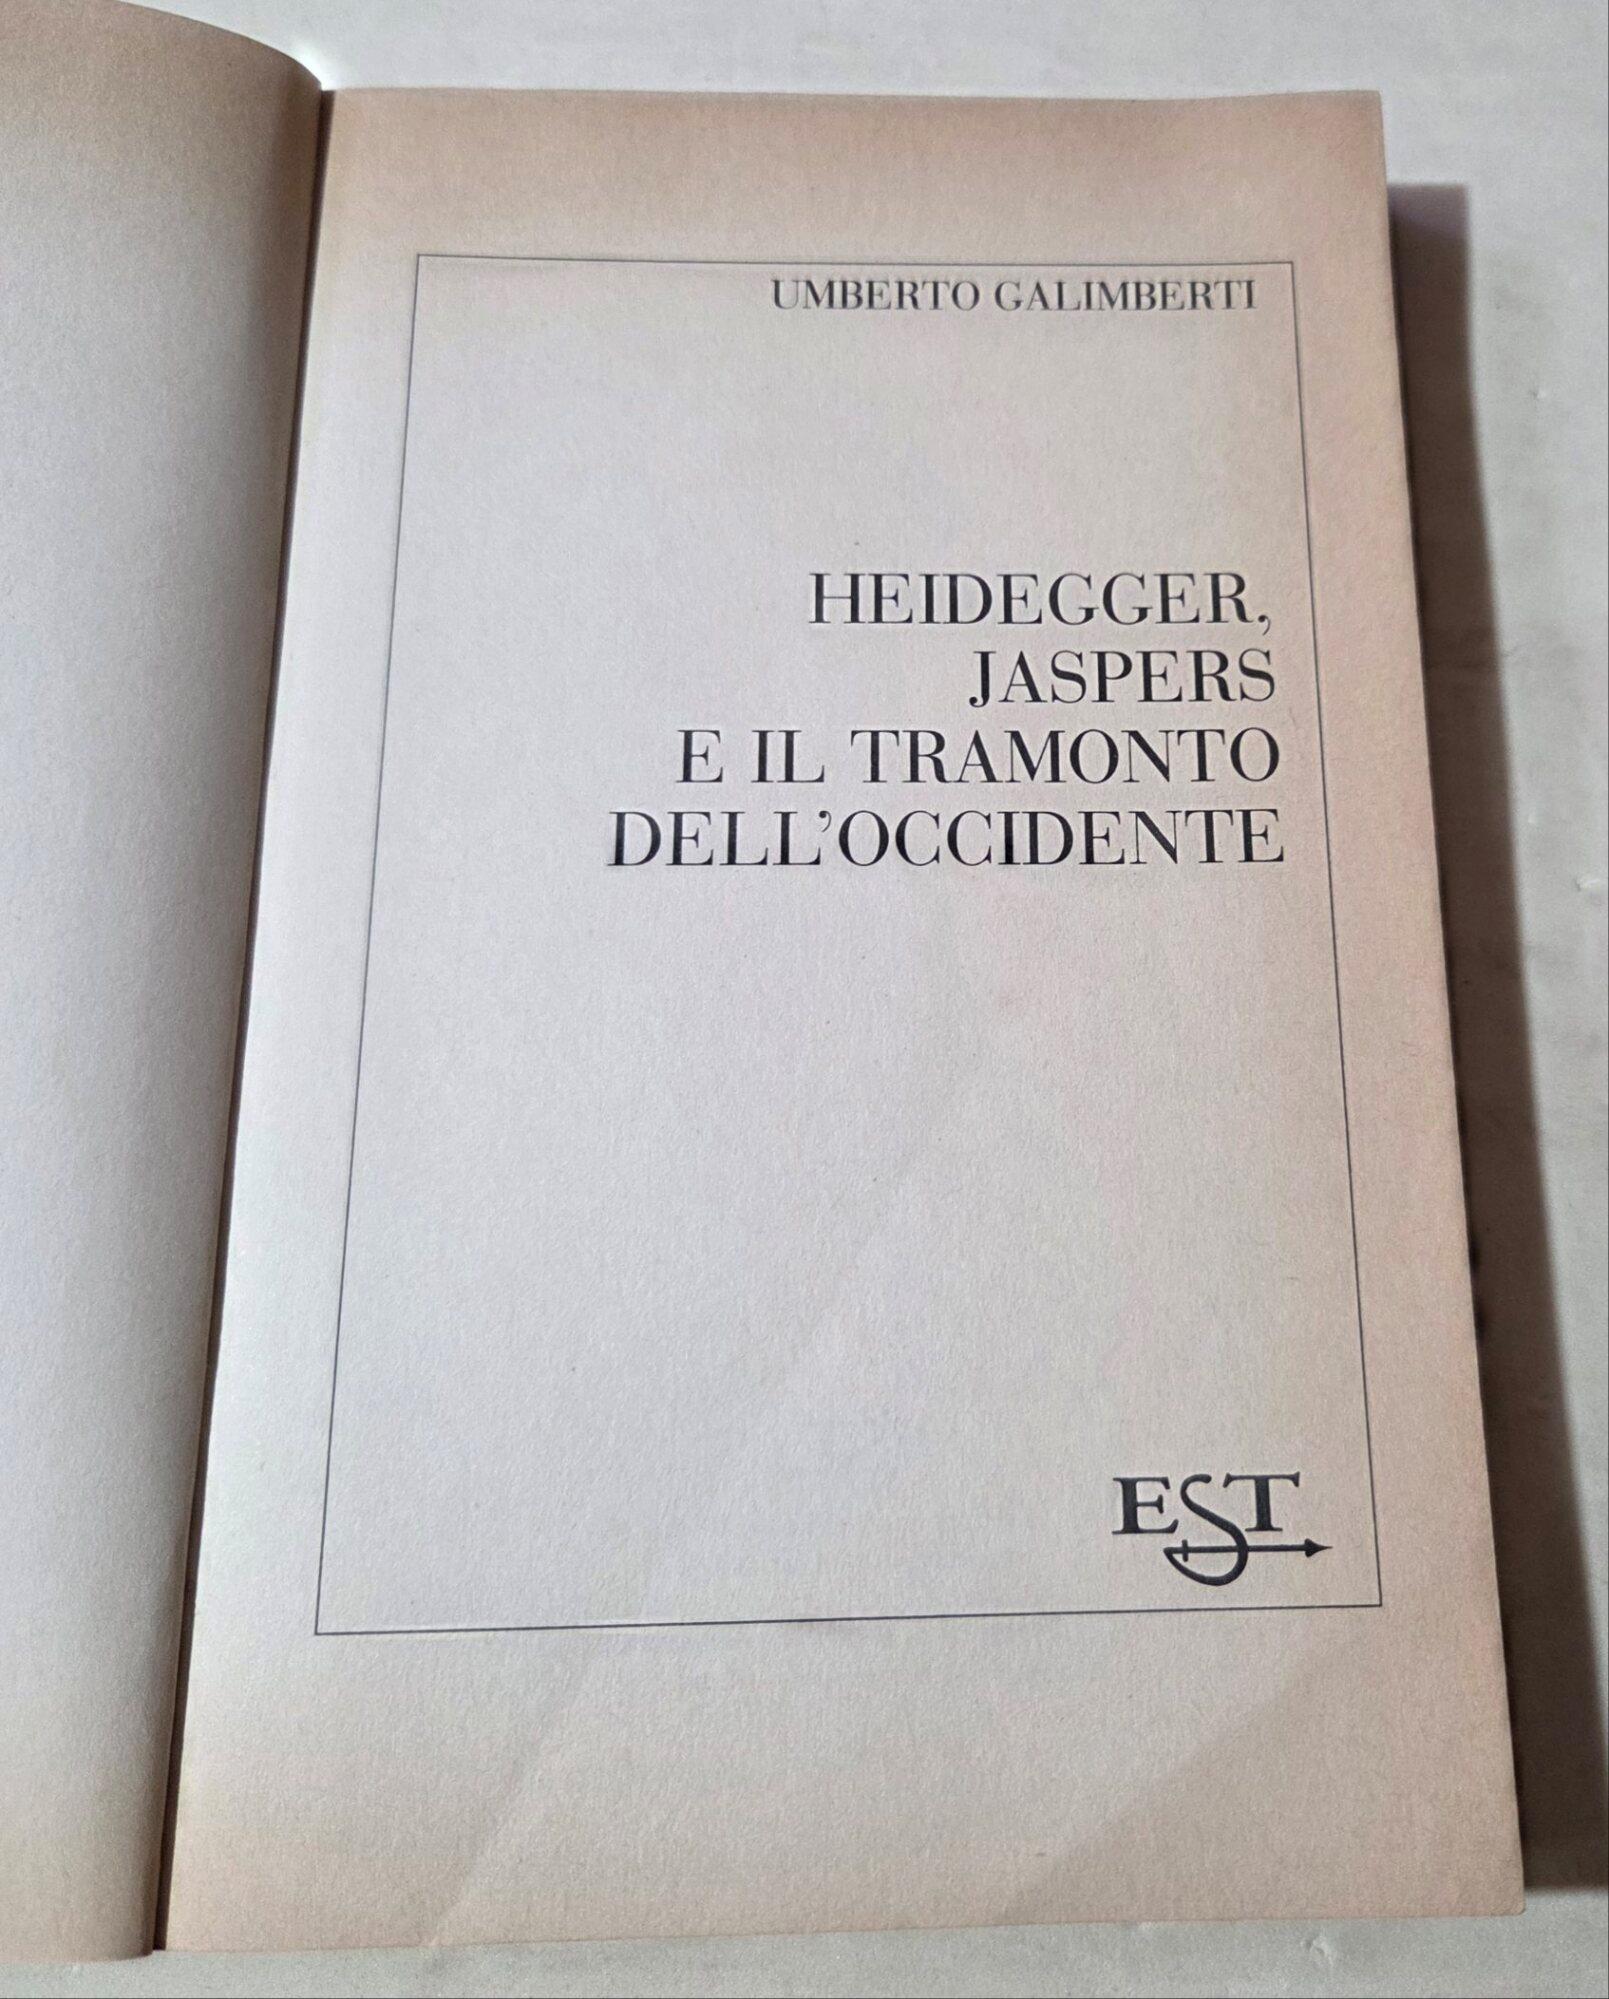 UMBERTO GALIMBERTI
HEIDEGGER,
JASPERS
E IL TRAMONTO
DELL'OCCIDENTE
EST